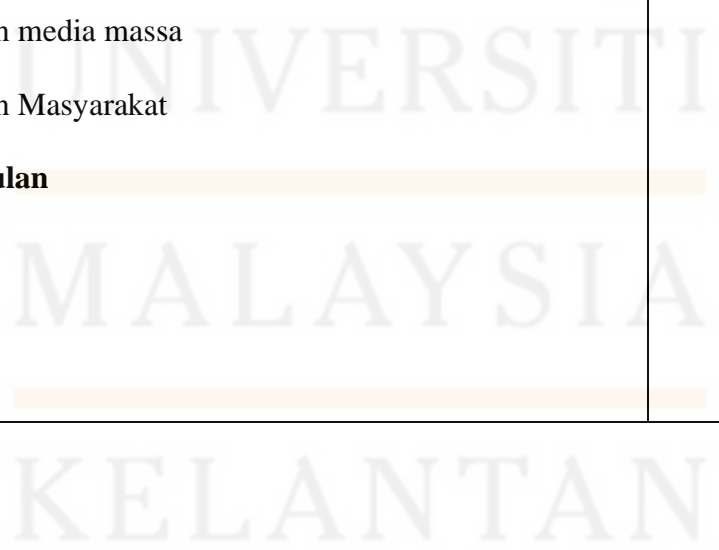 n media massa
UNIVERSITI
n Masyarakat
ulan
MALAYSIA
KELANTAN